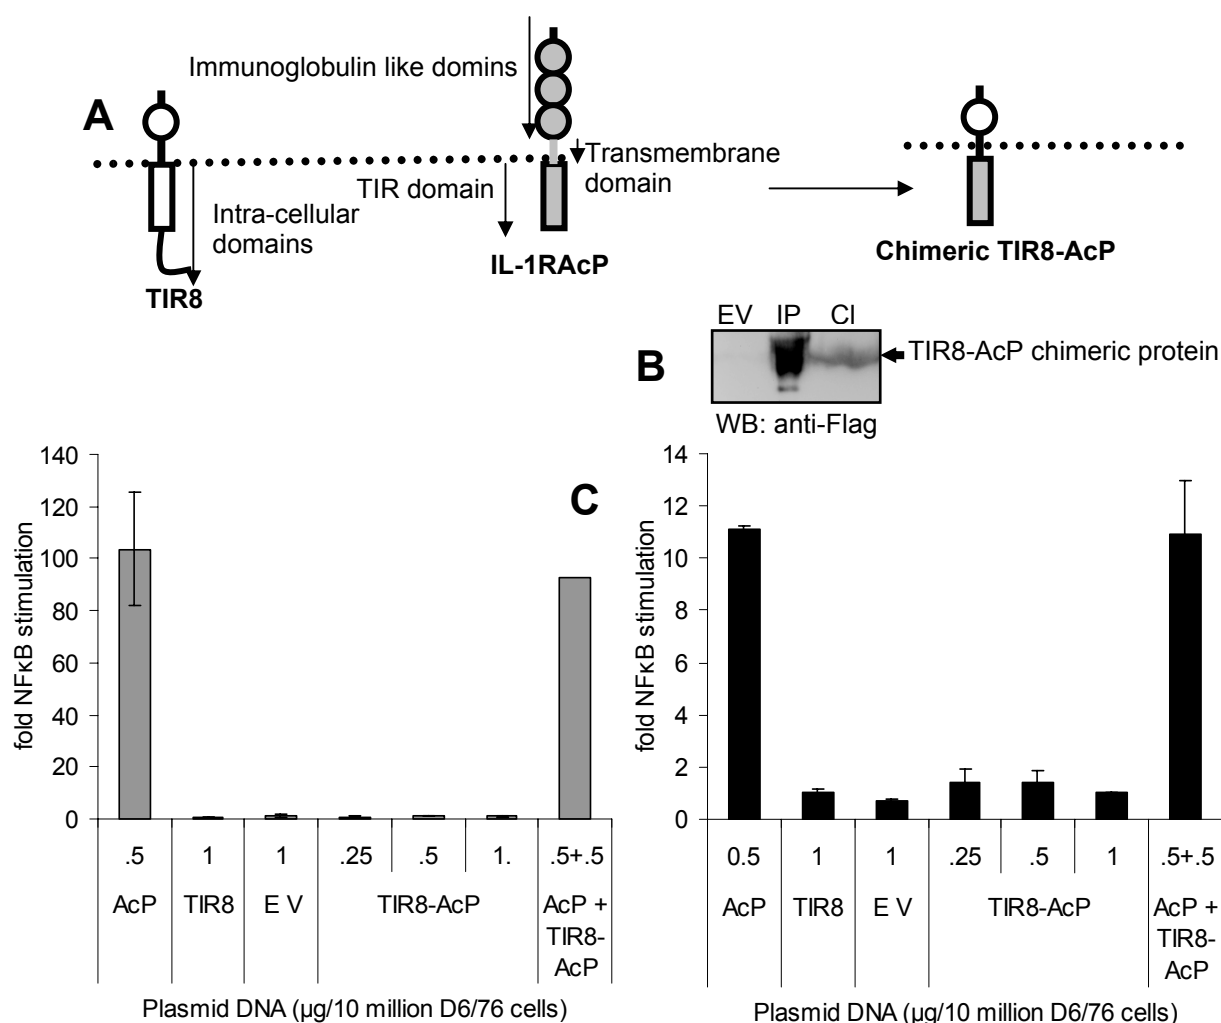 A
Immunoglobulin like domins
TIR domain
Transmembrane
domain
Intra-cellular
domains
TIR8
IL-1RAcP
Chimeric TIR8-AcP
B
EV IP Cl
TIR8-AcP chimeric protein
WB: anti-Flag
C
fold NFκB stimulation
140
120
100
80
60
40
20
0
.5 1 1 .25 .5 1. .5+.5
AcP TIR8 E V TIR8-AcP AcP +
TIR8-
AcP
Plasmid DNA (µg/10 million D6/76 cells)
fold NFκB stimulation
14
12
10
8
6
4
2
0
0.5 1 1 .25 .5 1 .5+.5
AcP TIR8 E V TIR8-AcP AcP +
TIR8-
AcP
Plasmid DNA (µg/10 million D6/76 cells)